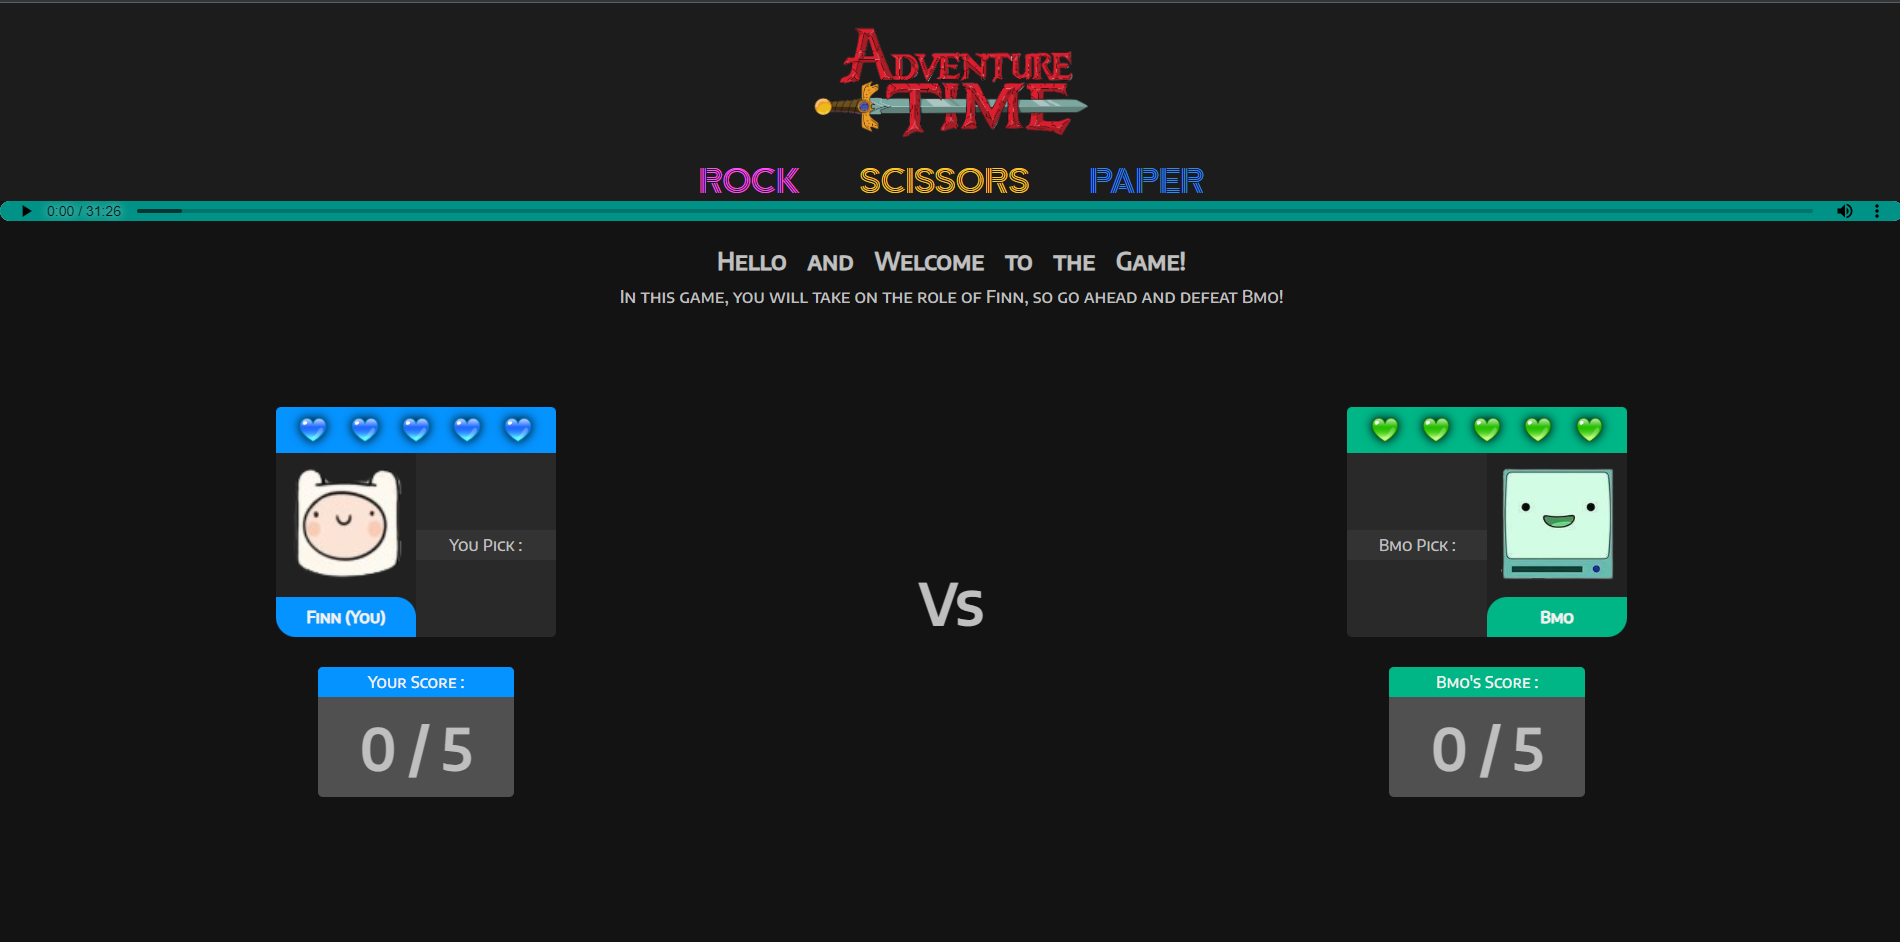 ADVENTURE
TIME
ROCK SCISSORS PAPER
0:00 / 31:26
Hello and Welcome to the Game!
In this game, you will take on the role of Finn, so go ahead and defeat Bmo!
You Pick :
Bmo Pick :
Vs
Finn (You)
Bmo
Your Score :
Bmo's Score :
0 / 5
0 / 5